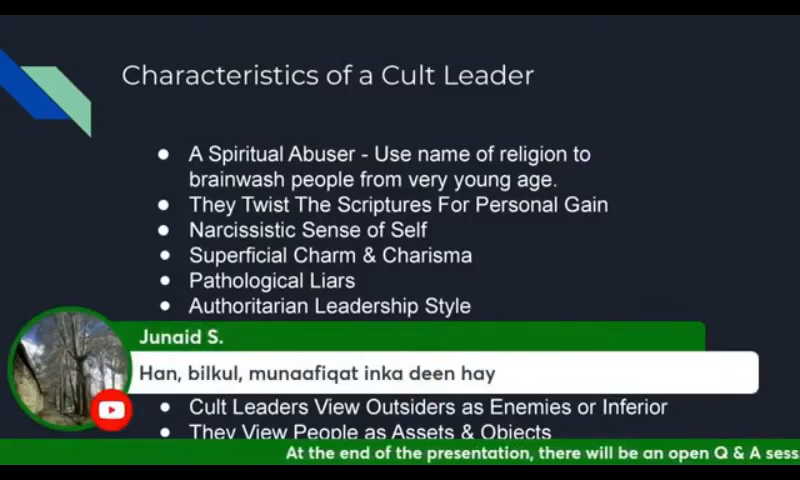 Characteristics of a Cult Leader
● A Spiritual Abuser - Use name of religion to
brainwash people from very young age.
● They Twist The Scriptures For Personal Gain
● Narcissistic Sense of Self
● Superficial Charm & Charisma
● Pathological Liars
● Authoritarian Leadership Style
Junaid S.
Han, bilkul, munaafiqat inka deen hay
● Cult Leaders View Outsiders as Enemies or Inferior
● They View People as Assets & Objects
At the end of the presentation, there will be an open Q & A sess